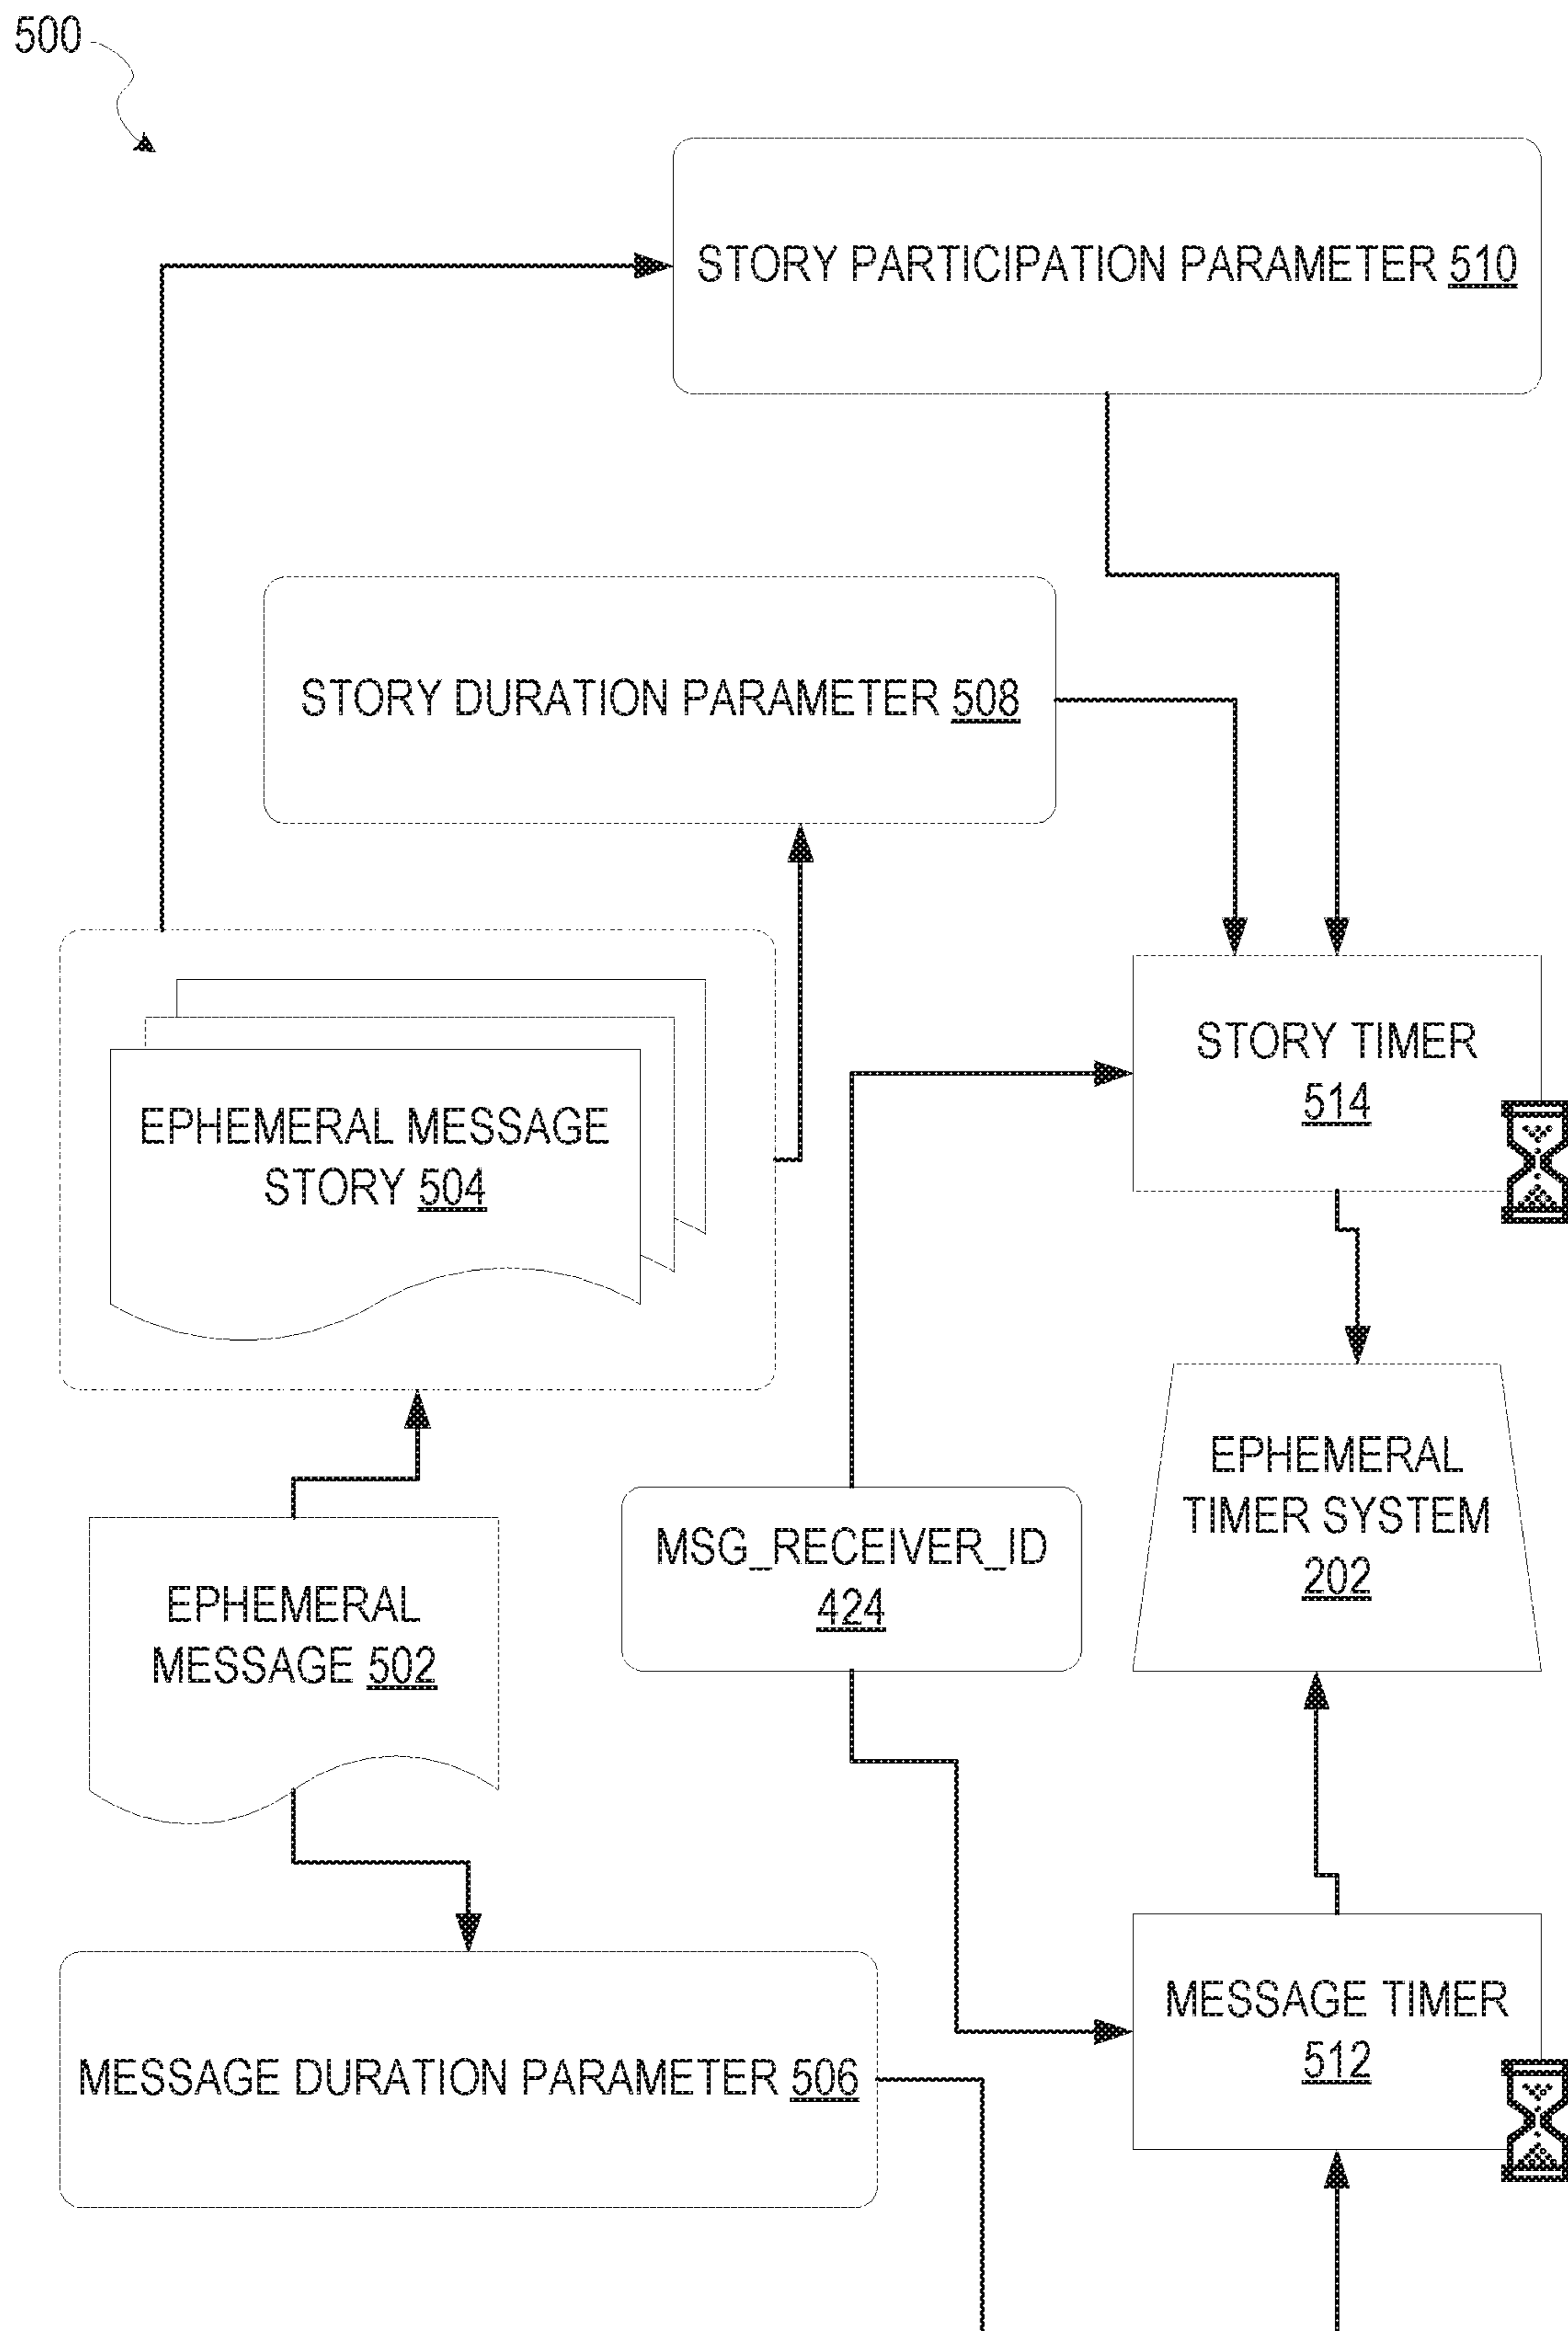 500
STORY PARTICIPATION PARAMETER 510
STORY DURATION PARAMETER 508
STORY TIMER
514
EPHEMERAL MESSAGE
STORY 504
EPHEMERAL
TIMER SYSTEM
202
MSG_RECEIVER_ID
424
EPHEMERAL
MESSAGE 502
MESSAGE TIMER
512
MESSAGE DURATION PARAMETER 506